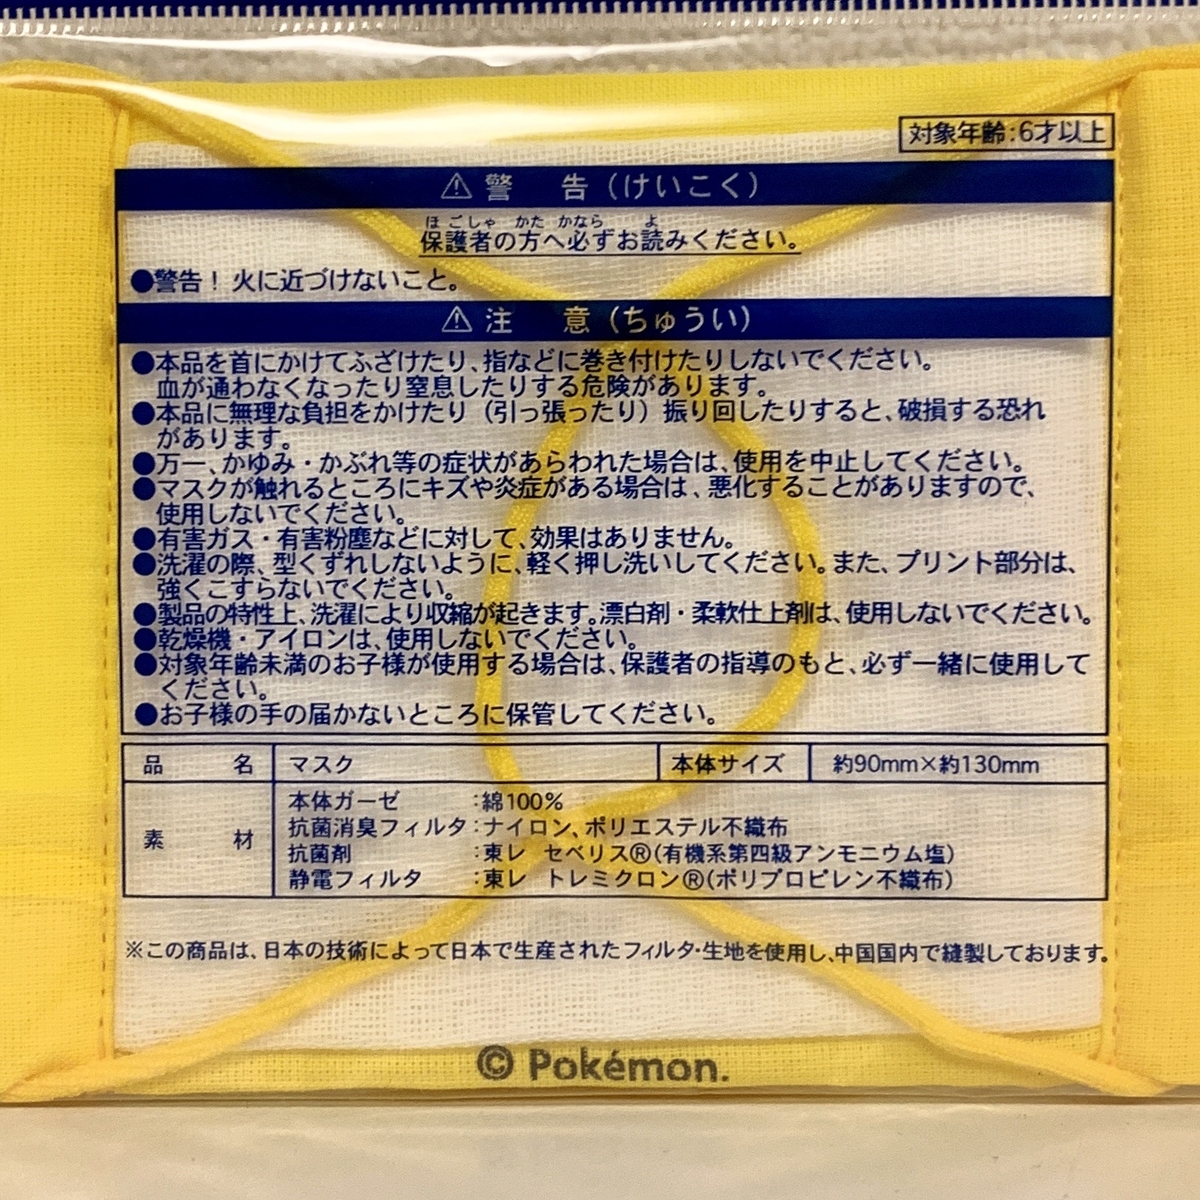 対象年齢:6才以上
⚠警　告(けいこく)
ほごしゃ　かた　かなら　　よ
保護者の方へ必ずお読みください。
●警告！火に近づけないこと。
⚠注　意(ちゅうい)
●本品を首にかけてふざけたり、指などに巻き付けたりしないでください。
血が通わなくなったり窒息したりする危険があります。
●本品に無理な負担をかけたり(引っ張ったり)振り回したりすると、破損する恐れ
があります。
●万一、かゆみ・かぶれ等の症状があらわれた場合は、使用を中止してください。
●マスクが触れるところにキズや炎症がある場合は、悪化することがありますので、
使用しないでください。
●有害ガス・有害粉塵などに対して、効果はありません。
●洗濯の際、型くずれしないように、軽く押し洗いしてください。また、プリント部分は、
強くこすらないでください。
●製品の特性上、洗濯により収縮が起きます。漂白剤・柔軟仕上剤は、使用しないでください。
●乾燥機・アイロンは、使用しないでください。
●対象年齢未満のお子様が使用する場合は、保護者の指導のもと、必ず一緒に使用して
ください。
●お子様の手の届かないところに保管してください。
品　名　マスク　本体サイズ　約90mm×約130mm
素　材
本体ガーゼ　:綿100%
抗菌消臭フィルタ:ナイロン、ポリエステル不織布
抗菌剤　:東レ　セベリス®(有機系第四級アンモニウム塩)
静電フィルタ　:東レ　トレミクロン®(ポリプロピレン不織布)
※この商品は、日本の技術によって日本で生産されたフィルタ・生地を使用し、中国国内で縫製しております。
© Pokémon.